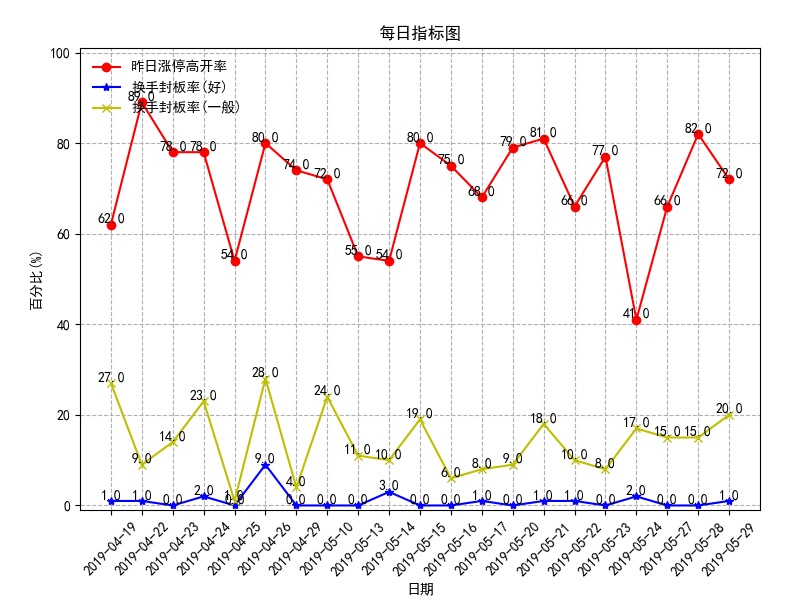 每日指标图
昨日涨停高开率
换手封板率(好)
换手封板率(一般)
百分比(%)
100
80
60
40
20
0
62.0 89.0 78.0 78.0 54.0 80.0 74.0 72.0 55.0 54.0 80.0 75.0 68.0 79.0 81.0 66.0 77.0 41.0 66.0 82.0 72.0
27.0 9.0 14.0 23.0 1.0 28.0 4.0 24.0 11.0 10.0 19.0 6.0 8.0 9.0 18.0 10.0 8.0 17.0 15.0 15.0 20.0
1.0 1.0 0.0 2.0 0.0 9.0 0.0 0.0 0.0 3.0 0.0 0.0 1.0 0.0 1.0 1.0 0.0 2.0 0.0 0.0 1.0
2019-04-19 2019-04-22 2019-04-23 2019-04-24 2019-04-25 2019-04-26 2019-04-29 2019-05-10 2019-05-13 2019-05-14 2019-05-15 2019-05-16 2019-05-17 2019-05-20 2019-05-21 2019-05-22 2019-05-23 2019-05-24 2019-05-27 2019-05-28 2019-05-29
日期